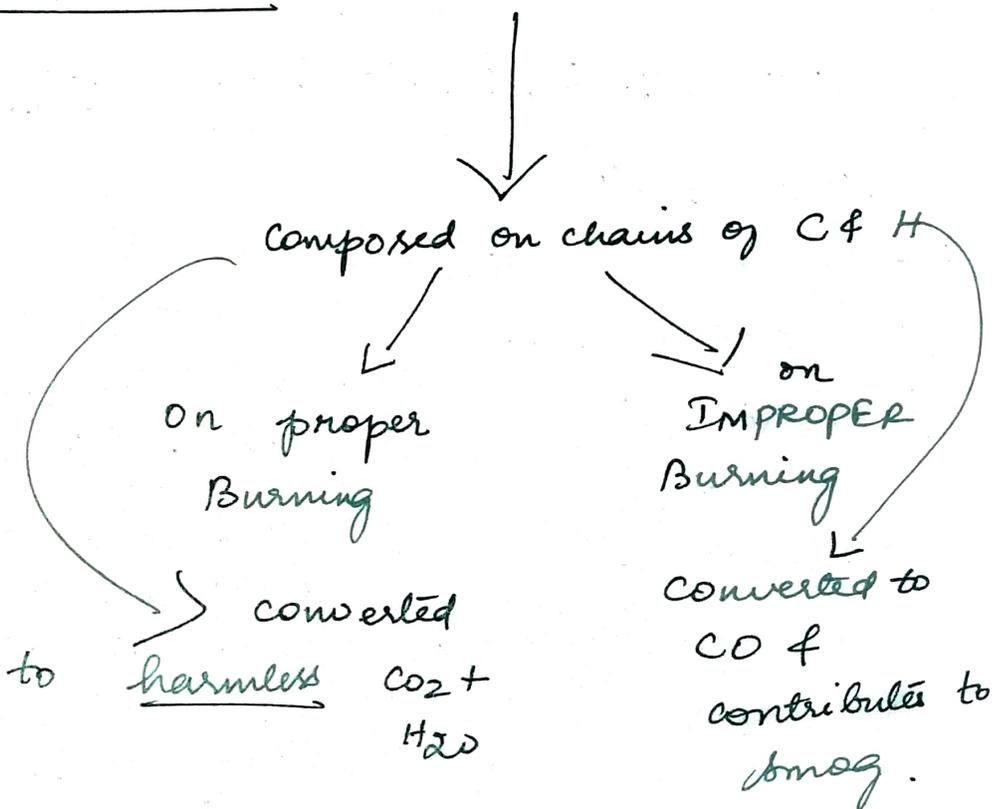 Composed on chains of C & H
On proper
Burning
converted
to harmless CO2 +
H2O
on
IMPROPER
Burning
Converted to
CO &
contributes to
smog.